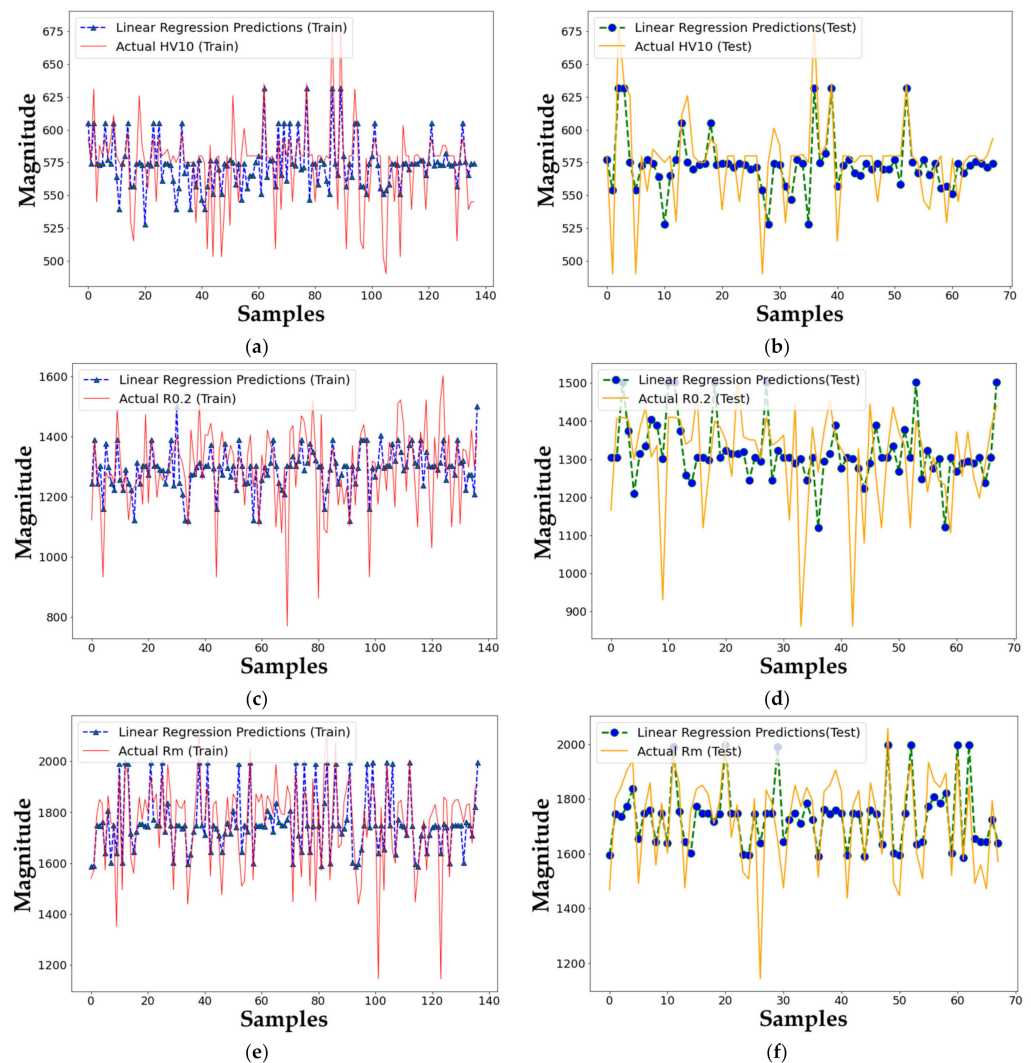 Linear Regression Predictions (Train)
Actual HV10 (Train)
Magnitude
675
650
625
600
575
550
525
500
0 20 40 60 80 100 120 140
Samples
(a)
Linear Regression Predictions(Test)
Actual HV10 (Test)
Magnitude
675
650
625
600
575
550
525
500
0 10 20 30 40 50 60 70
Samples
(b)
Linear Regression Predictions (Train)
Actual R0.2 (Train)
Magnitude
1600
1400
1200
1000
800
0 20 40 60 80 100 120 140
Samples
(c)
Linear Regression Predictions(Test)
Actual R0.2 (Test)
Magnitude
1500
1400
1300
1200
1100
1000
900
0 10 20 30 40 50 60 70
Samples
(d)
Linear Regression Predictions (Train)
Actual Rm (Train)
Magnitude
2000
1800
1600
1400
1200
0 20 40 60 80 100 120 140
Samples
(e)
Linear Regression Predictions(Test)
Actual Rm (Test)
Magnitude
2000
1800
1600
1400
1200
0 10 20 30 40 50 60 70
Samples
(f)